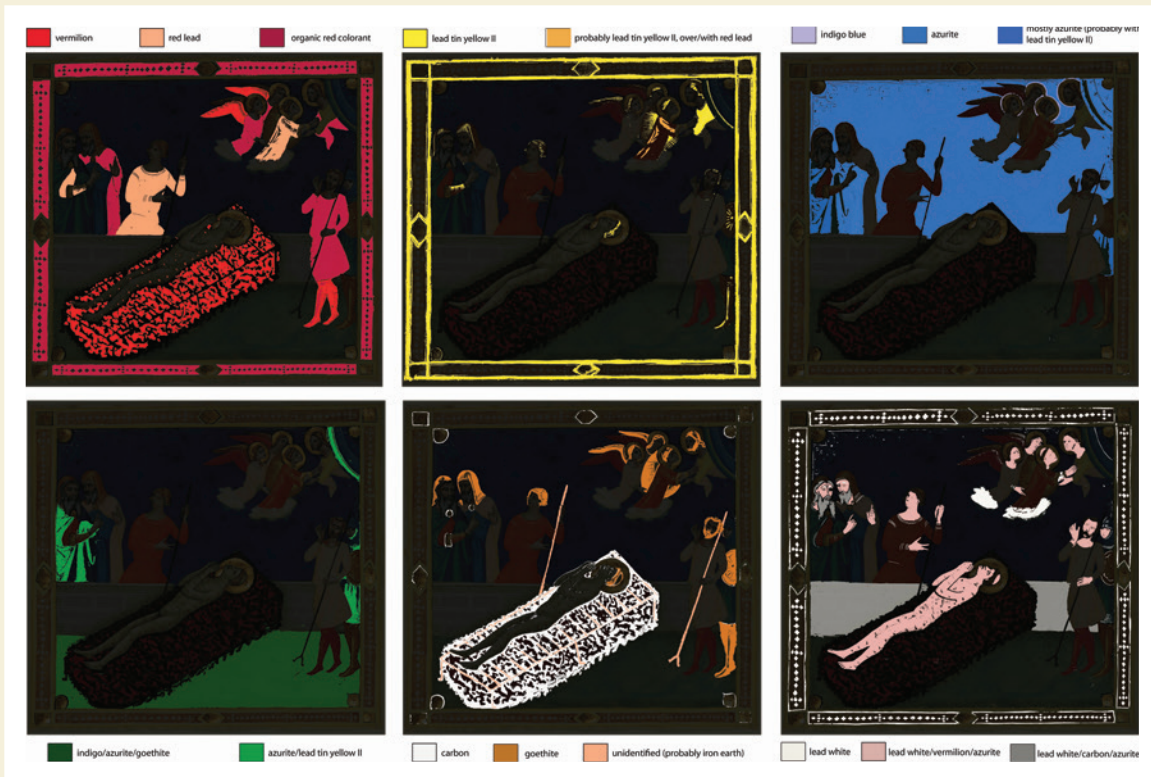 vermilion
red lead
organic red colorant
lead tin yellow II
probably lead tin yellow II, over/with red lead
indigo blue
azurite
mostly azurite (probably with
lead tin yellow II)
indigo/azurite/goethite
azurite/lead tin yellow II
carbon
goethite
unidentified (probably iron earth)
lead white
lead white/vermilion/azurite
lead white/carbon/azurite